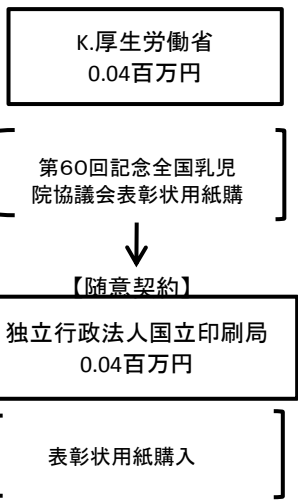 K.厚生労働省
0.04百万円
第60回記念全国乳児
院協議会表彰状用紙購
【随意契約】
独立行政法人国立印刷局
0.04百万円
表彰状用紙購入